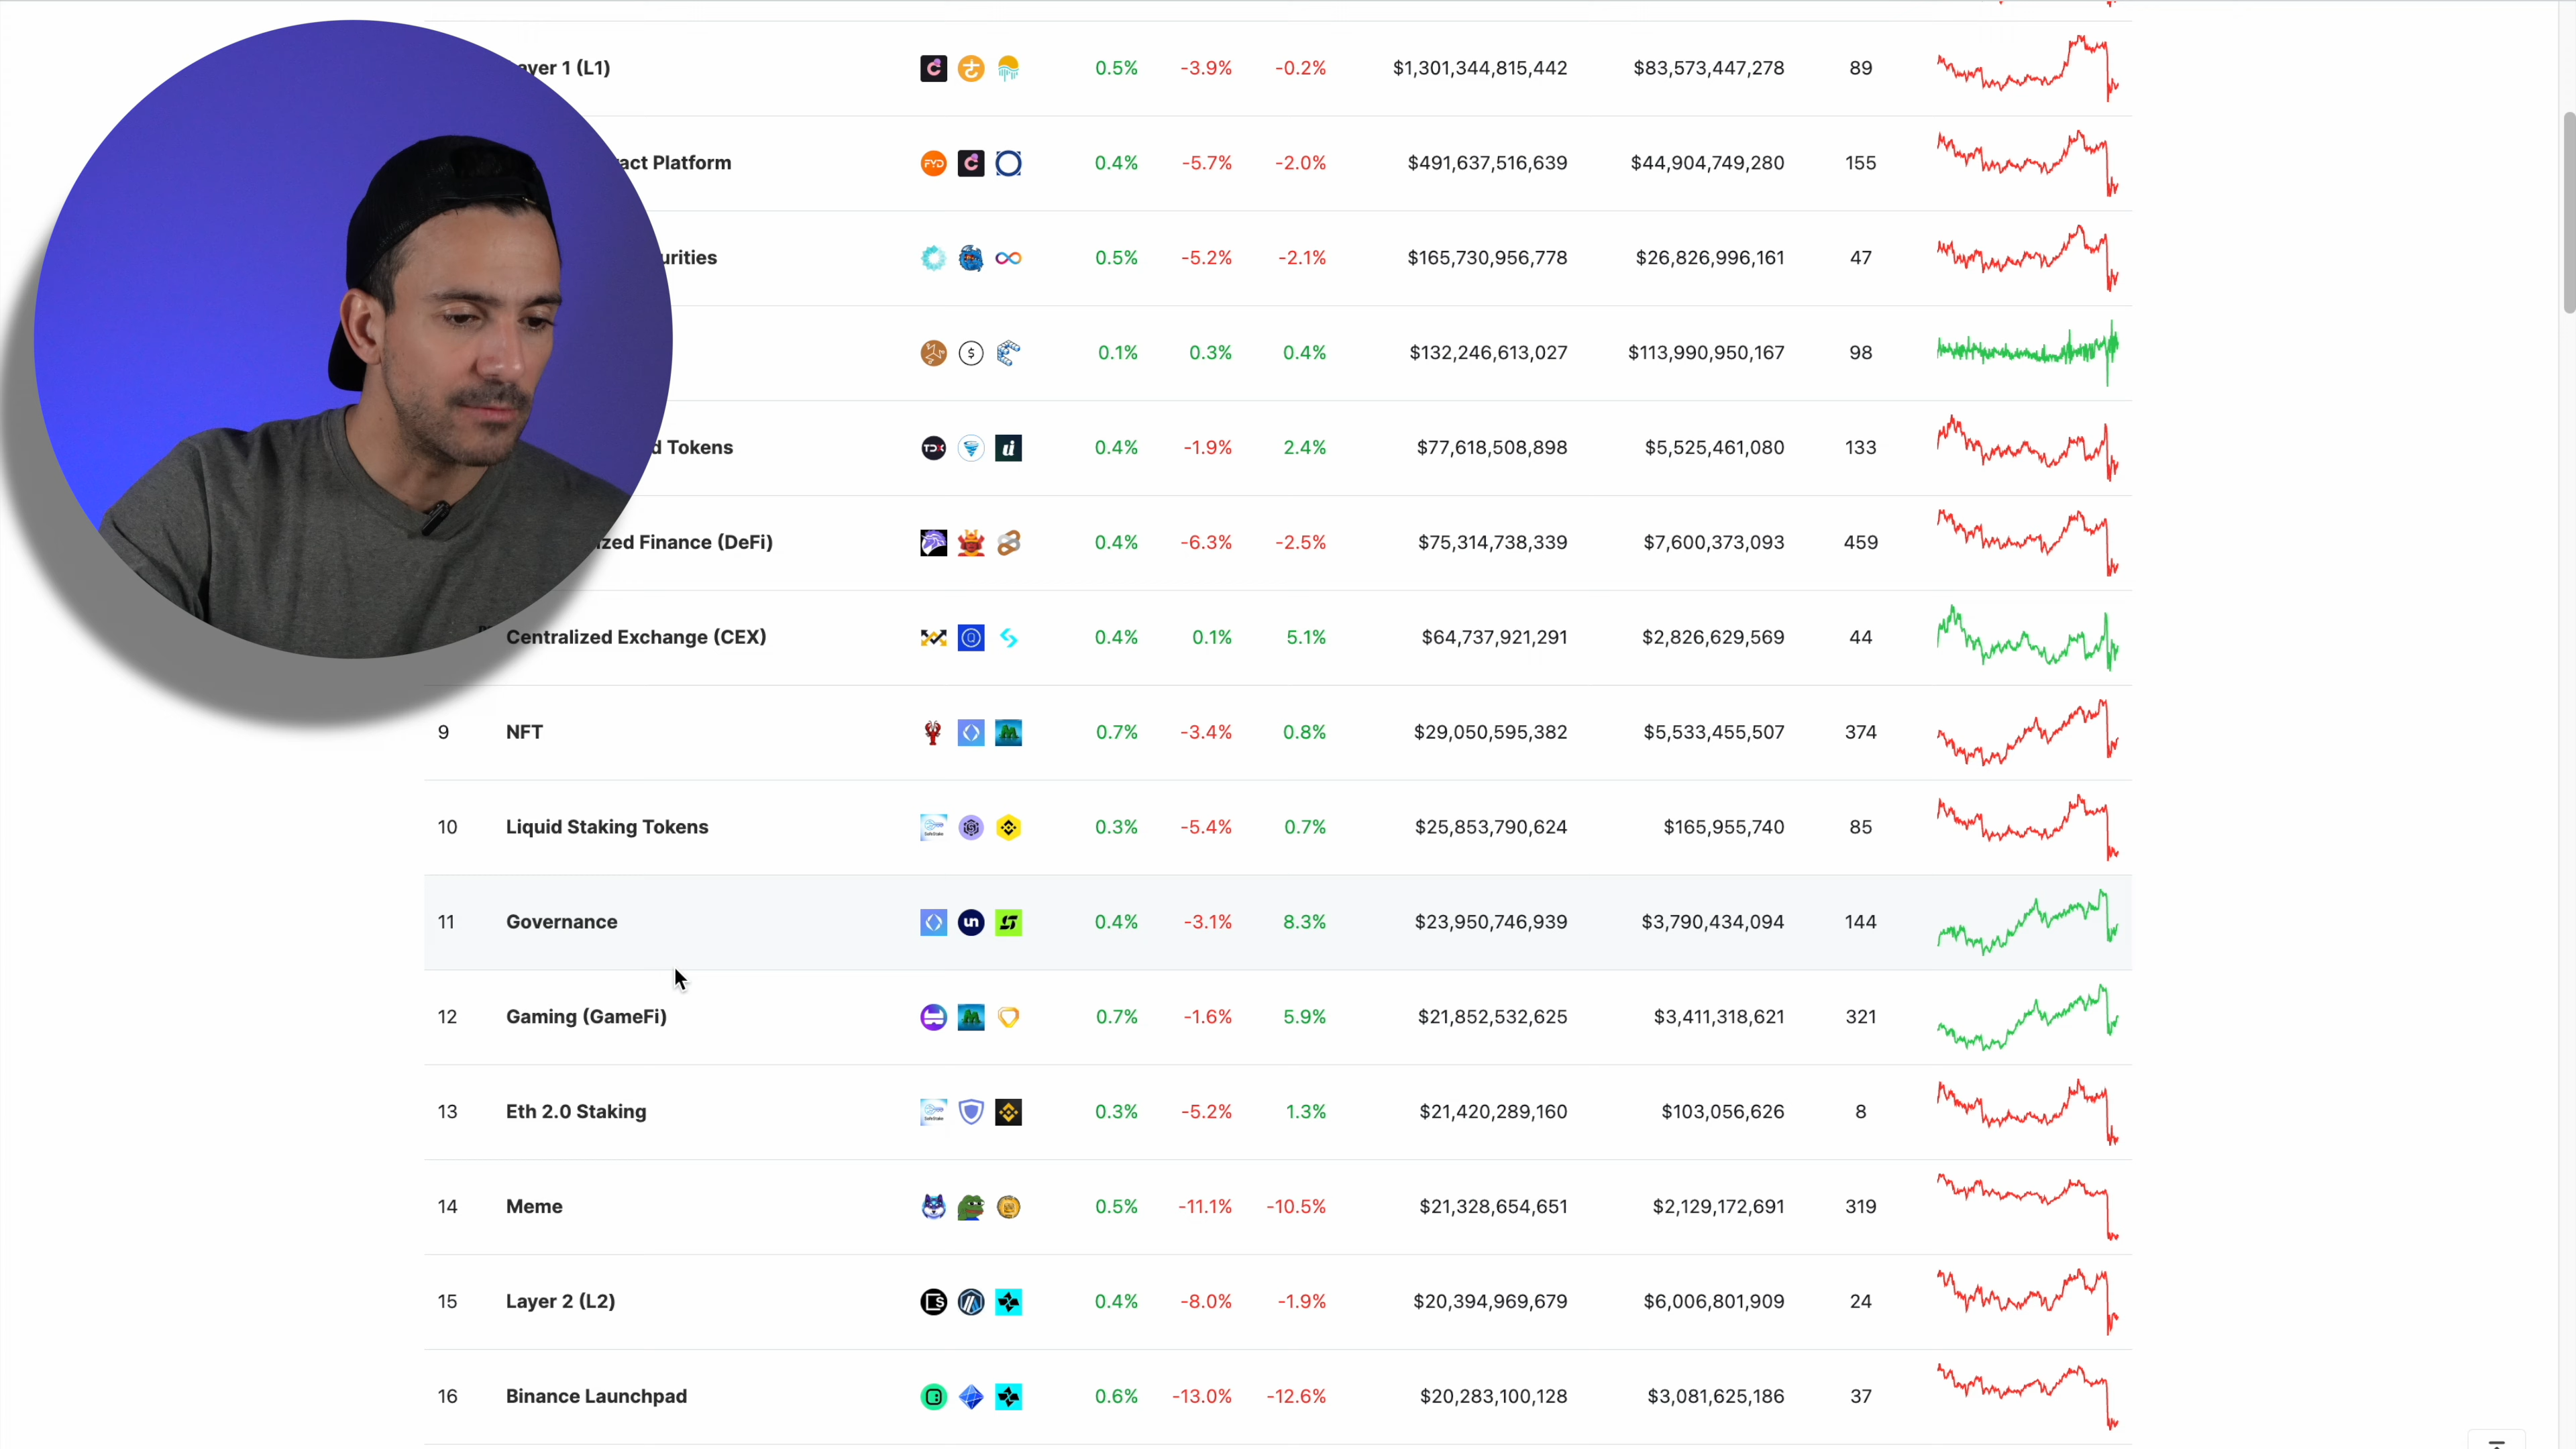 ayer 1 (L1) 0.5% -3.9% -0.2% $1,301,344,815,442 $83,573,447,278 89
act Platform FYD 0.4% -5.7% -2.0% $491,637,516,639 $44,904,749,280 155
urities 0.5% -5.2% -2.1% $165,730,956,778 $26,826,996,161 47
$ 0.1% 0.3% 0.4% $132,246,613,027 $113,990,950,167 98
d Tokens TDX ui 0.4% -1.9% 2.4% $77,618,508,898 $5,525,461,080 133
ized Finance (DeFi) 0.4% -6.3% -2.5% $75,314,738,339 $7,600,373,093 459
Centralized Exchange (CEX) 0.4% 0.1% 5.1% $64,737,921,291 $2,826,629,569 44
9 NFT 0.7% -3.4% 0.8% $29,050,595,382 $5,533,455,507 374
10 Liquid Staking Tokens 0.3% -5.4% 0.7% $25,853,790,624 $165,955,740 85
11 Governance un 0.4% -3.1% 8.3% $23,950,746,939 $3,790,434,094 144
12 Gaming (GameFi) 0.7% -1.6% 5.9% $21,852,532,625 $3,411,318,621 321
13 Eth 2.0 Staking 0.3% -5.2% 1.3% $21,420,289,160 $103,056,626 8
14 Meme 0.5% -11.1% -10.5% $21,328,654,651 $2,129,172,691 319
15 Layer 2 (L2) 0.4% -8.0% -1.9% $20,394,969,679 $6,006,801,909 24
16 Binance Launchpad 0.6% -13.0% -12.6% $20,283,100,128 $3,081,625,186 37